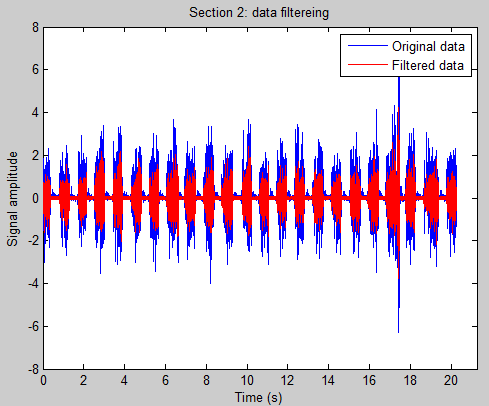 Section 2: data filtereing
Original data
Filtered data
Signal amplitude
8
6
4
2
0
-2
-4
-6
-8
0 2 4 6 8 10 12 14 16 18 20
Time (s)